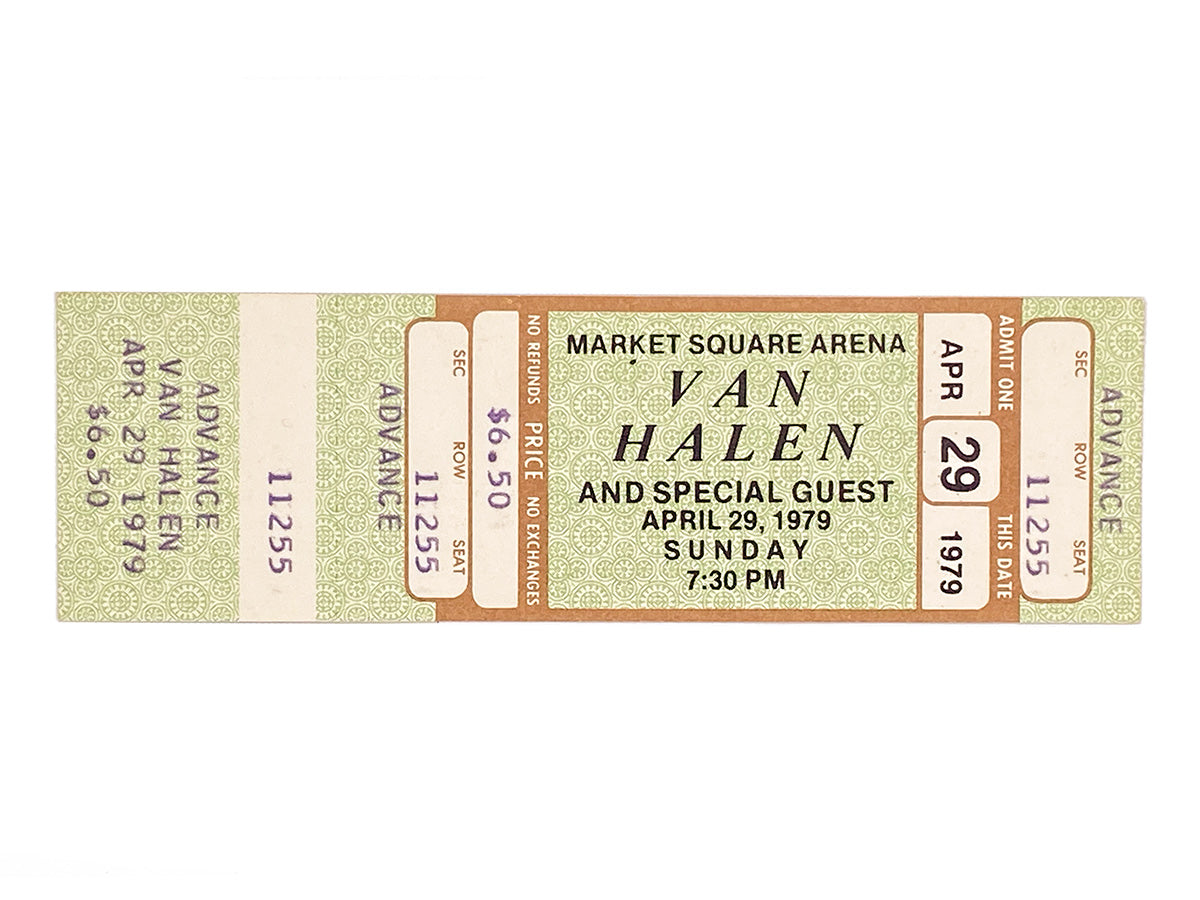 ADVANCE
VAN HALEN
APR 29 1979
$6.50
11255
ADVANCE
SEC ROW SEAT
11255
$6.50
NO REFUNDS PRICE NO EXCHANGES
MARKET SQUARE ARENA
VAN
HALEN
AND SPECIAL GUEST
APRIL 29, 1979
SUNDAY
7:30 PM
ADMIT ONE THIS DATE
APR 29 1979
ADVANCE
SEC ROW SEAT
11255